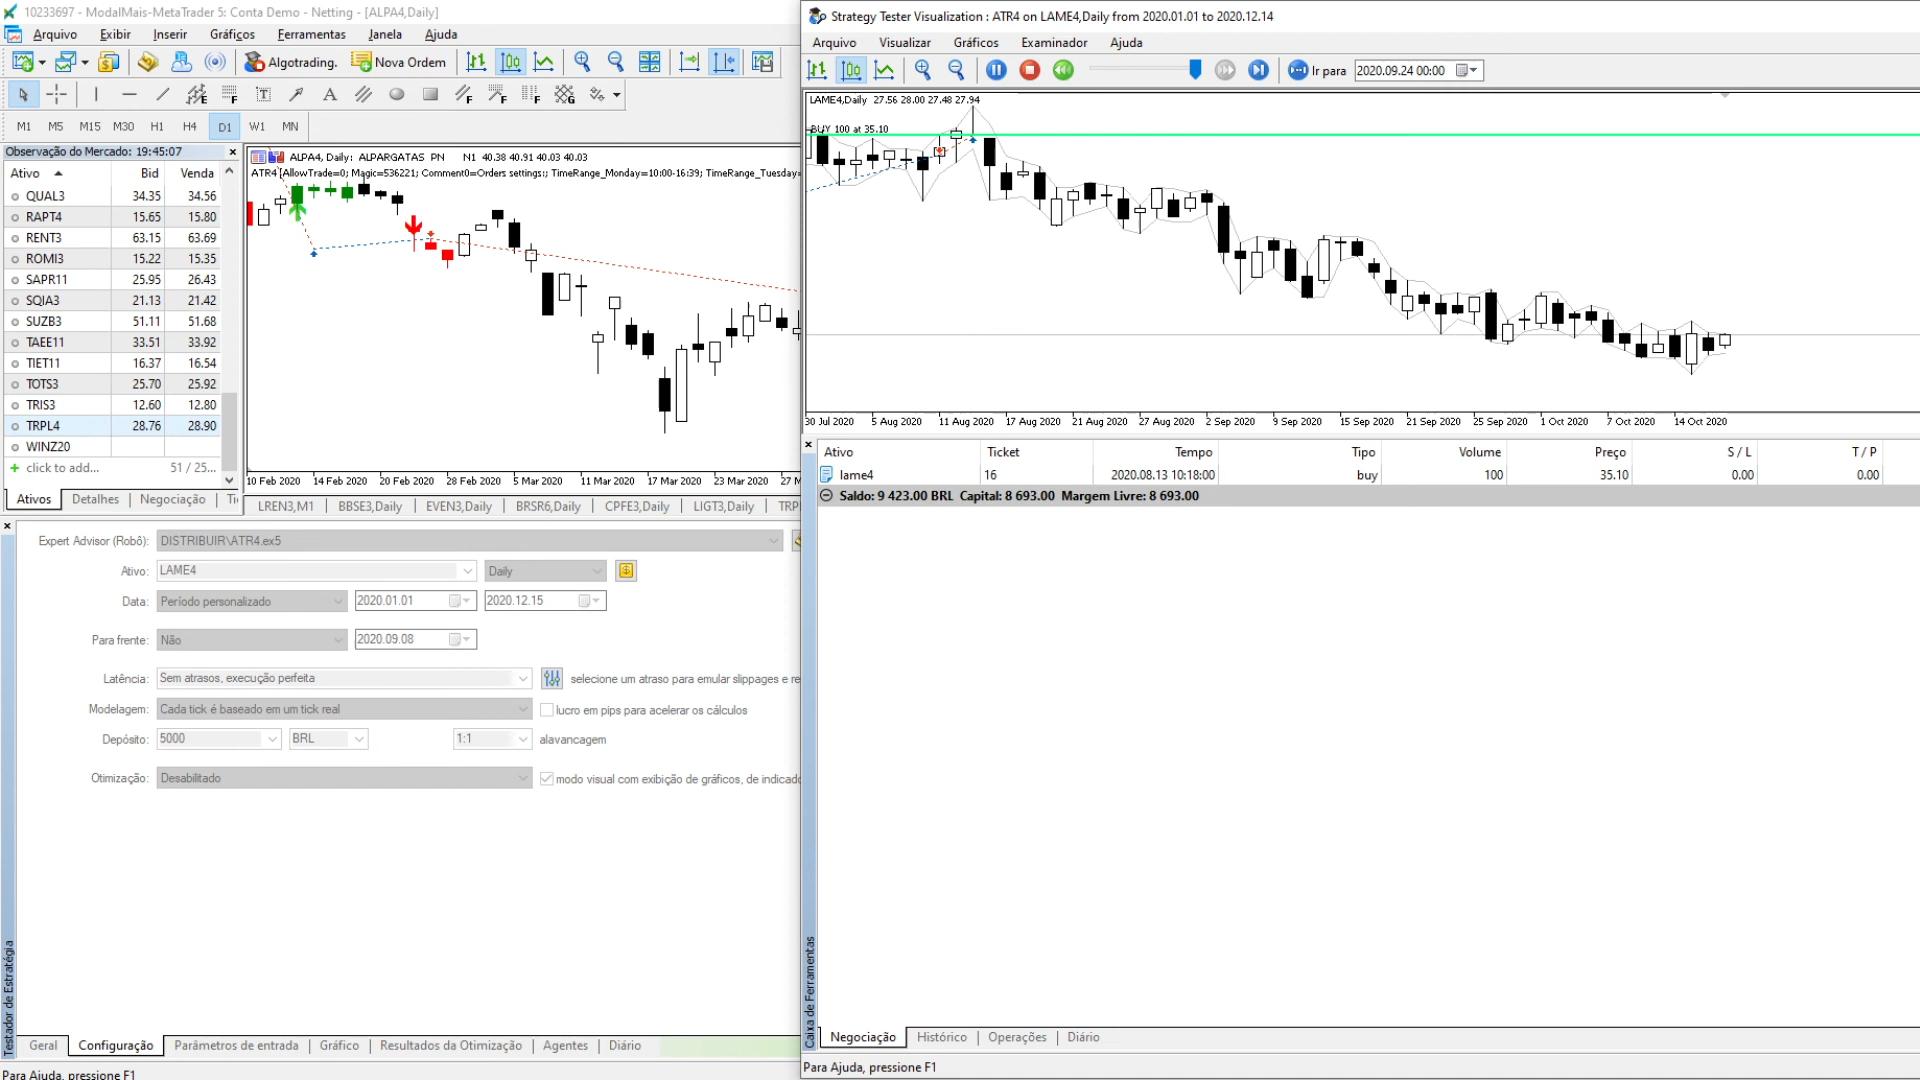 10233697 - ModalMais-MetaTrader 5: Conta Demo - Netting - [ALPA4,Daily]
Arquivo Exibir Inserir Gráficos Ferramentas Janela Ajuda
Algotrading. Nova Ordem
M1 M5 M15 M30 H1 H4 D1 W1 MN
Observação do Mercado: 19:45:07
Ativo Bid Venda
QUAL3 34.35 34.56
RAPT4 15.65 15.80
RENT3 63.15 63.69
ROMI3 15.22 15.35
SAPR11 25.95 26.43
SQIA3 21.13 21.42
SUZB3 51.11 51.68
TAEE11 33.51 33.92
TIET11 16.37 16.54
TOTS3 25.70 25.92
TRIS3 12.60 12.80
TRPL4 28.76 28.90
WINZ20
click to add... 51 / 25...
Ativos Detalhes Negociação
ALPA4, Daily: ALPARGATAS PN N1 40.38 40.91 40.03 40.03
ATR4 [AllowTrade=0; Magic=536221; Comment0=Orders settings:; TimeRange_Monday=10:00-16:39; TimeRange_Tuesday=
10 Feb 2020 14 Feb 2020 20 Feb 2020 28 Feb 2020 5 Mar 2020 11 Mar 2020 17 Mar 2020 23 Mar 2020 27 M
LREN3,M1 BBSE3,Daily EVEN3,Daily BRSR6,Daily CPFE3,Daily LIGT3,Daily TRP
Expert Advisor (Robô): DISTRIBUIR\ATR4.ex5
Ativo: LAME4 Daily
Data: Período personalizado 2020.01.01 2020.12.15
Para frente: Não 2020.09.08
Latência: Sem atrasos, execução perfeita selecione um atraso para emular slippages e re
Modelagem: Cada tick é baseado em um tick real lucro em pips para acelerar os cálculos
Depósito: 5000 BRL 1:1 alavancagem
Otimização: Desabilitado modo visual com exibição de gráficos, de indicado
Testador de Estratégia
Geral Configuração Parâmetros de entrada Gráfico Resultados da Otimização Agentes Diário
Para Ajuda, pressione F1
Strategy Tester Visualization : ATR4 on LAME4,Daily from 2020.01.01 to 2020.12.14
Arquivo Visualizar Gráficos Examinador Ajuda
Ir para 2020.09.24 00:00
LAME4,Daily 27.56 28.00 27.48 27.94
BUY 100 at 35.10
30 Jul 2020 5 Aug 2020 11 Aug 2020 17 Aug 2020 21 Aug 2020 27 Aug 2020 2 Sep 2020 9 Sep 2020 15 Sep 2020 21 Sep 2020 25 Sep 2020 1 Oct 2020 7 Oct 2020 14 Oct 2020
Ativo Ticket Tempo Tipo Volume Preço S / L T / P
lame4 16 2020.08.13 10:18:00 buy 100 35.10 0.00 0.00
Saldo: 9 423.00 BRL Capital: 8 693.00 Margem Livre: 8 693.00
Caixa de Ferramentas
Negociação Histórico Operações Diário
Para Ajuda, pressione F1